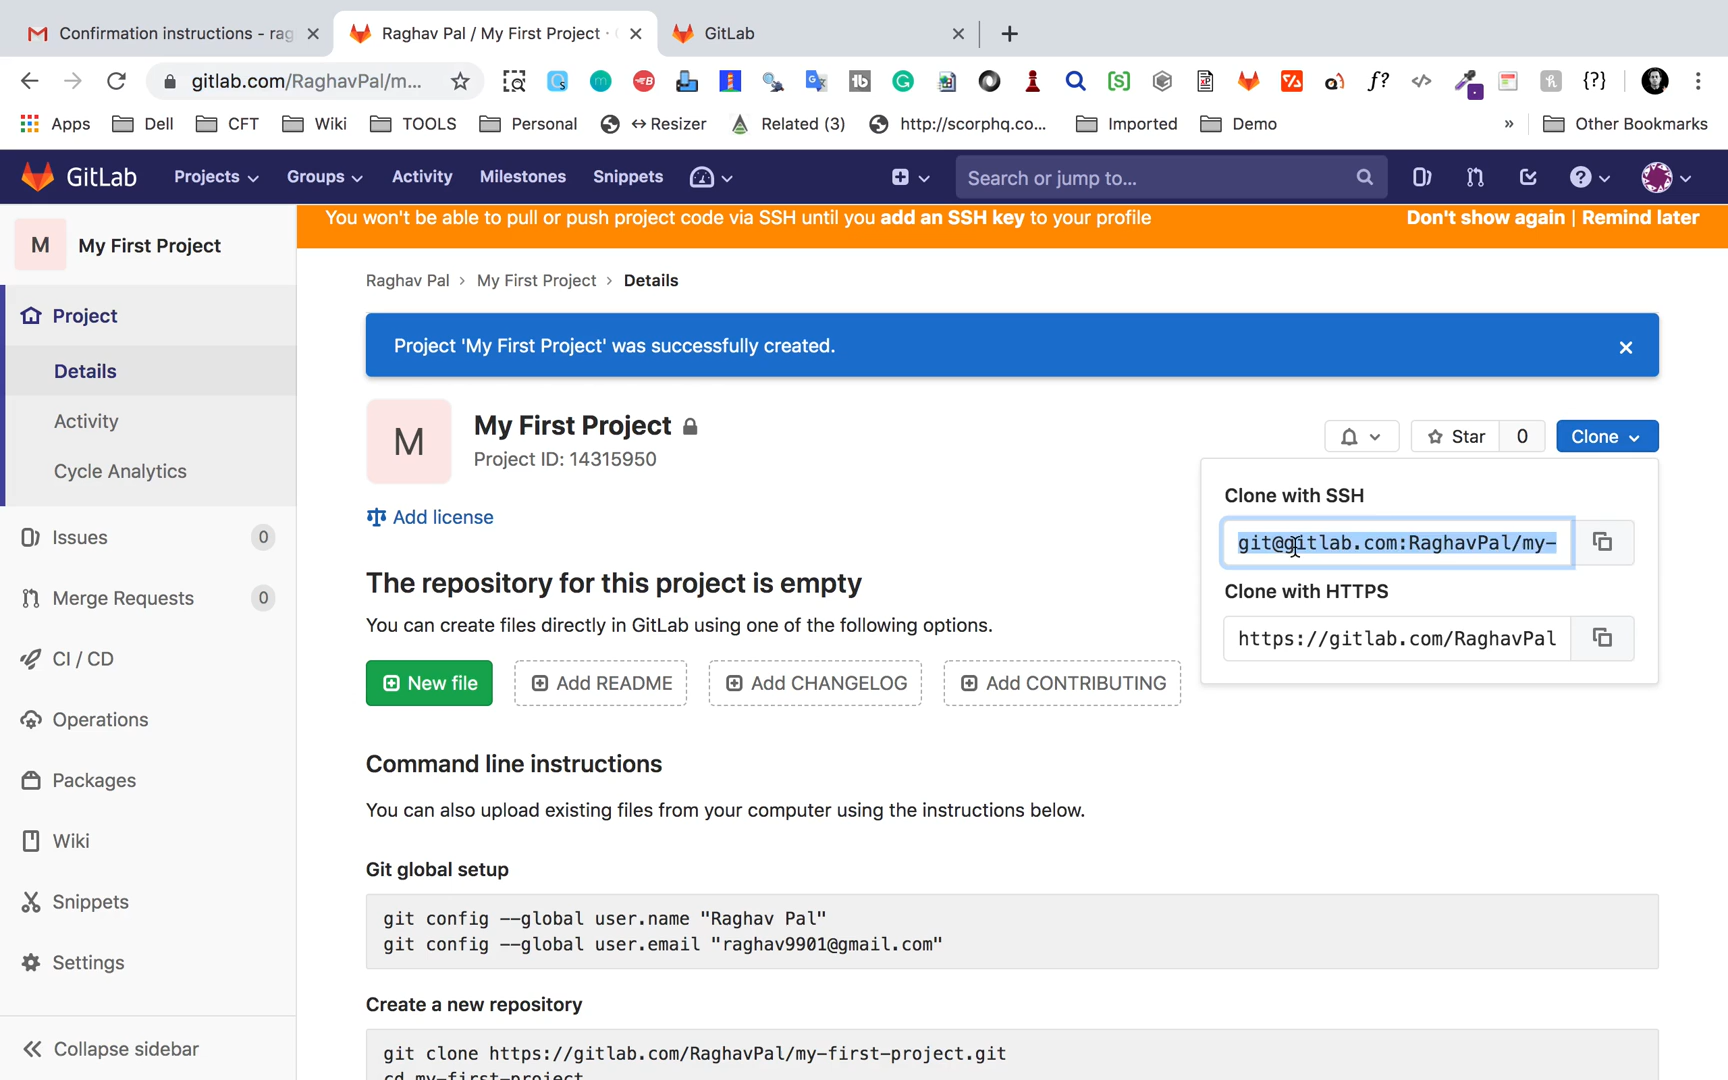 Confirmation instructions - rag
Raghav Pal / My First Project ·
GitLab
gitlab.com/RaghavPal/m...
Apps
Dell
CFT
Wiki
TOOLS
Personal
↔Resizer
Related (3)
http://scorphq.co...
Imported
Demo
»
Other Bookmarks
GitLab
Projects
Groups
Activity
Milestones
Snippets
Search or jump to...
M
My First Project
You won't be able to pull or push project code via SSH until you add an SSH key to your profile
Don't show again | Remind later
Raghav Pal › My First Project › Details
Project
Details
Activity
Cycle Analytics
Issues 0
Merge Requests 0
CI / CD
Operations
Packages
Wiki
Snippets
Settings
Collapse sidebar
Project 'My First Project' was successfully created.
M
My First Project
Project ID: 14315950
Star 0
Clone
Add license
Clone with SSH
git@gitlab.com:RaghavPal/my-
Clone with HTTPS
https://gitlab.com/RaghavPal
The repository for this project is empty
You can create files directly in GitLab using one of the following options.
New file
Add README
Add CHANGELOG
Add CONTRIBUTING
Command line instructions
You can also upload existing files from your computer using the instructions below.
Git global setup
git config --global user.name "Raghav Pal"
git config --global user.email "raghav9901@gmail.com"
Create a new repository
git clone https://gitlab.com/RaghavPal/my-first-project.git
cd my-first-project